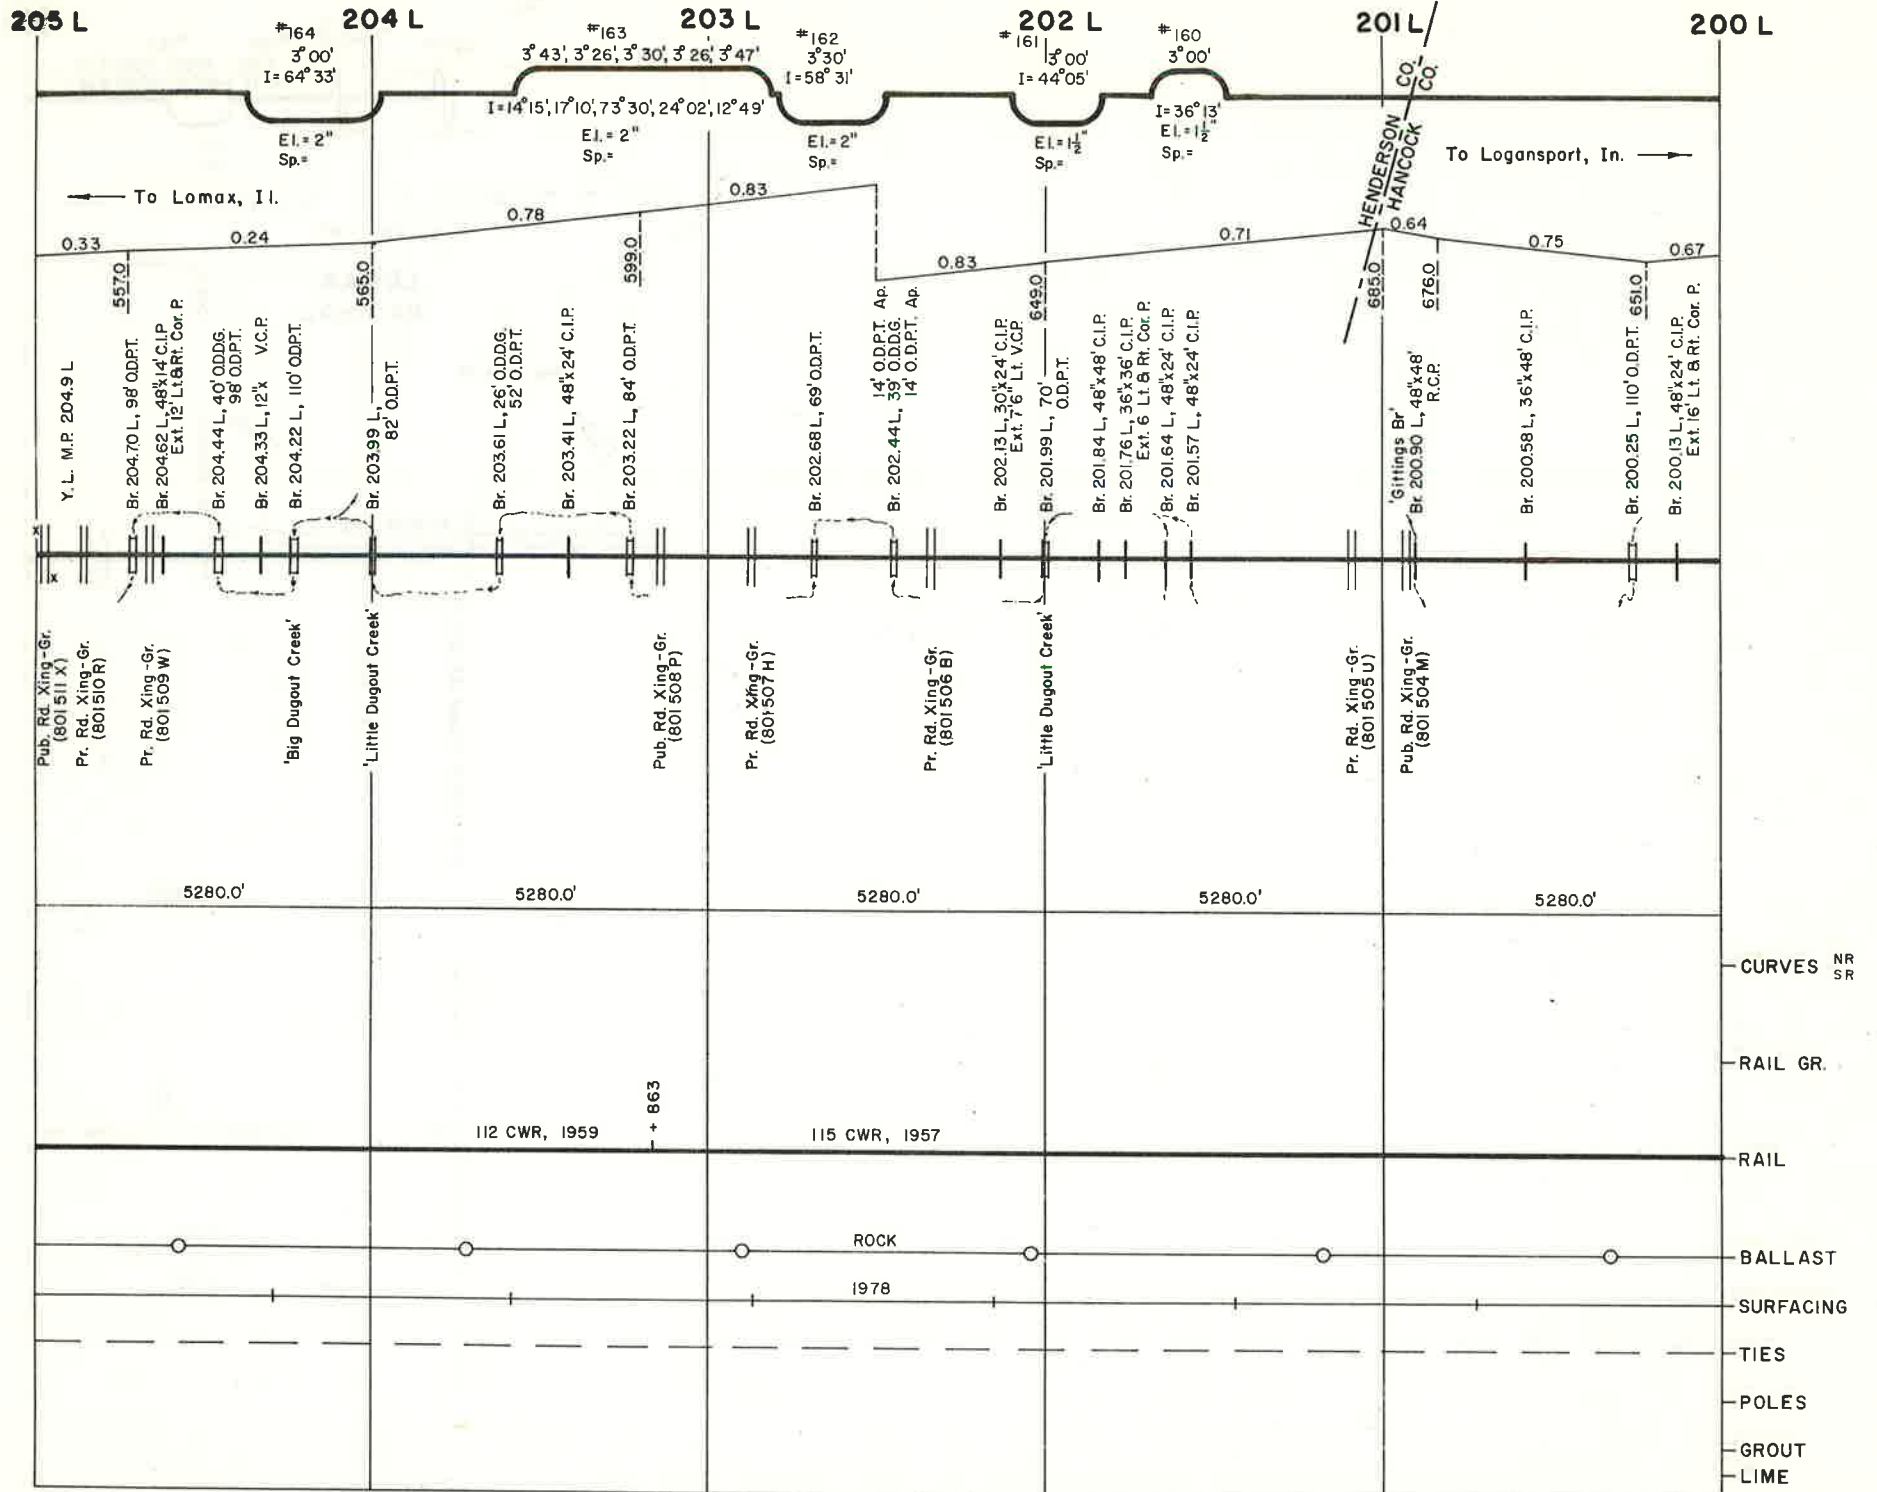 205 L
204 L
203 L
202 L
201 L
200 L
#164
3°00'
I=64°33'
El.=2"
Sp.=
#163
3°43', 3°26', 3°30', 3°26', 3°47'
I=14°15', 17°10', 73°30', 24°02', 12°49'
El.=2"
Sp.=
#162
3°30'
I=58°31'
El.=2"
Sp.=
#161
3°00'
I=44°05'
El.=1½"
Sp.=
#160
3°00'
I=36°13'
El.=1½"
Sp.=
HENDERSON CO.
HANCOCK CO.
To Lomax, Il.
To Logansport, In.
0.33
0.24
0.78
0.83
0.83
0.71
0.64
0.75
0.67
557.0
565.0
599.0
649.0
685.0
676.0
651.0
Y.L. M.P. 204.9 L
Br. 204.70 L, 98' O.D.P.T.
Br. 204.62 L, 48"x14' C.I.P.
Ext. 12' Lt.&Rt. Cor. P.
Br. 204.44 L, 40' O.D.D.G.
98' O.D.P.T.
Br. 204.33 L, 12"x V.C.P.
Br. 204.22 L, 110' O.D.P.T.
Br. 203.99 L,
82' O.D.P.T.
Br. 203.61 L, 26' O.D.D.G.
52' O.D.P.T.
Br. 203.41 L, 48"x24' C.I.P.
Br. 203.22 L, 84' O.D.P.T.
Br. 202.68 L, 69' O.D.P.T.
14' O.D.P.T. Ap.
Br. 202.44 L, 39' O.D.D.G.
14' O.D.P.T. Ap.
Br. 202.13 L, 30"x24' C.I.P.
Ext. 7'6" Lt. V.C.P.
Br. 201.99 L, 70'
O.D.P.T.
Br. 201.84 L, 48"x48' C.I.P.
Br. 201.76 L, 36"x36' C.I.P.
Ext. 6' Lt. & Rt. Cor. P.
Br. 201.64 L, 48"x24' C.I.P.
Br. 201.57 L, 48"x24' C.I.P.
'Gittings Br'
Br. 200.90 L, 48"x48'
R.C.P.
Br. 200.58 L, 36"x48' C.I.P.
Br. 200.25 L, 110' O.D.P.T.
Br. 200.13 L, 48"x24' C.I.P.
Ext. 16' Lt. & Rt. Cor. P.
x
x
Pub. Rd. Xing-Gr.
(801 511 X)
Pr. Rd. Xing-Gr.
(801 510 R)
Pr. Rd. Xing-Gr.
(801 509 W)
'Big Dugout Creek'
'Little Dugout Creek'
Pub. Rd. Xing-Gr.
(801 508 P)
Pr. Rd. Xing-Gr.
(801 507 H)
Pr. Rd. Xing-Gr.
(801 506 B)
'Little Dugout Creek'
Pr. Rd. Xing-Gr.
(801 505 U)
Pub. Rd. Xing-Gr.
(801 504 M)
5280.0'
5280.0'
5280.0'
5280.0'
5280.0'
CURVES NR
SR
RAIL GR.
112 CWR, 1959
+ 863
115 CWR, 1957
RAIL
ROCK
BALLAST
1978
SURFACING
TIES
POLES
GROUT
LIME